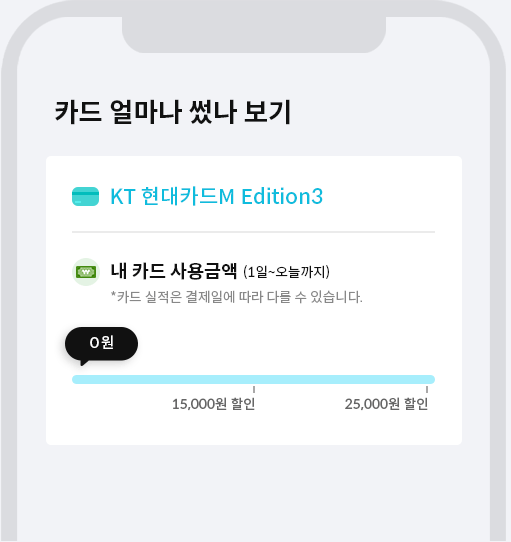 카드 얼마나 썼나 보기
KT 현대카드M Edition3
내 카드 사용금액 (1일~오늘까지)
*카드 실적은 결제일에 따라 다를 수 있습니다.
0원
15,000원 할인 25,000원 할인